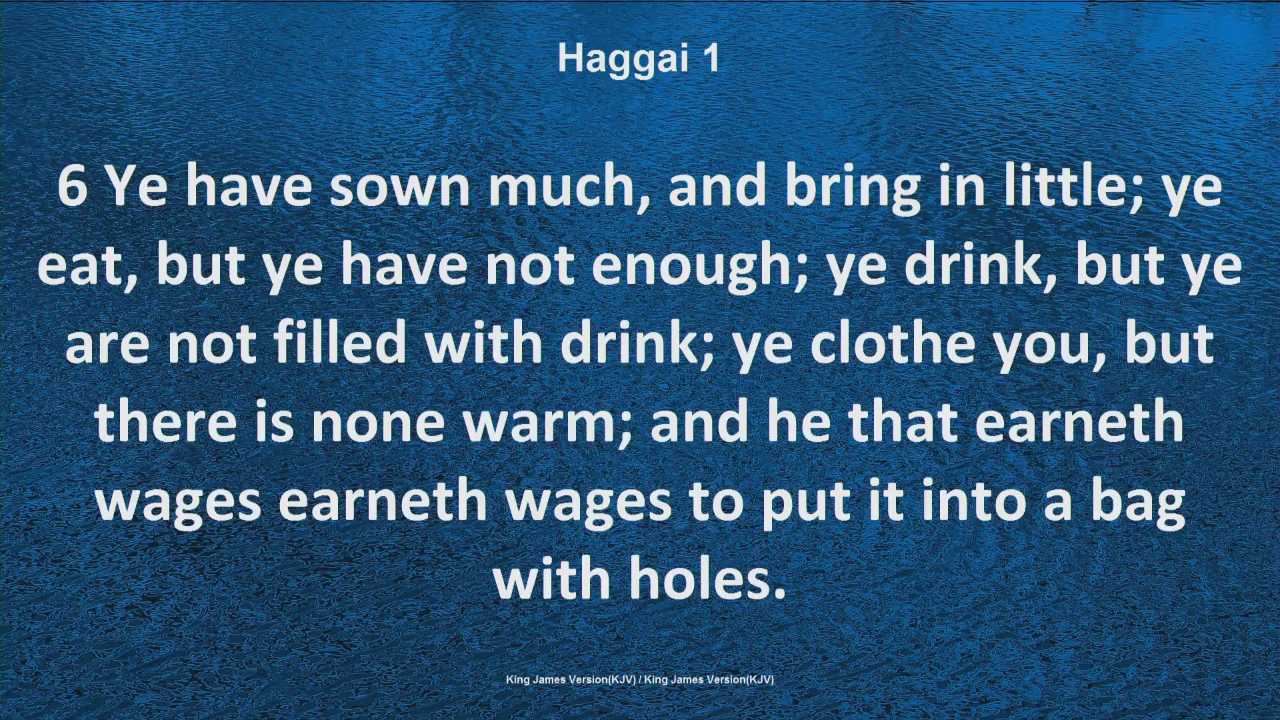 Haggai 1
6 Ye have sown much, and bring in little; ye
eat, but ye have not enough; ye drink, but ye
are not filled with drink; ye clothe you, but
there is none warm; and he that earneth
wages earneth wages to put it into a bag
with holes.
King James Version(KJV) / King James Version(KJV)